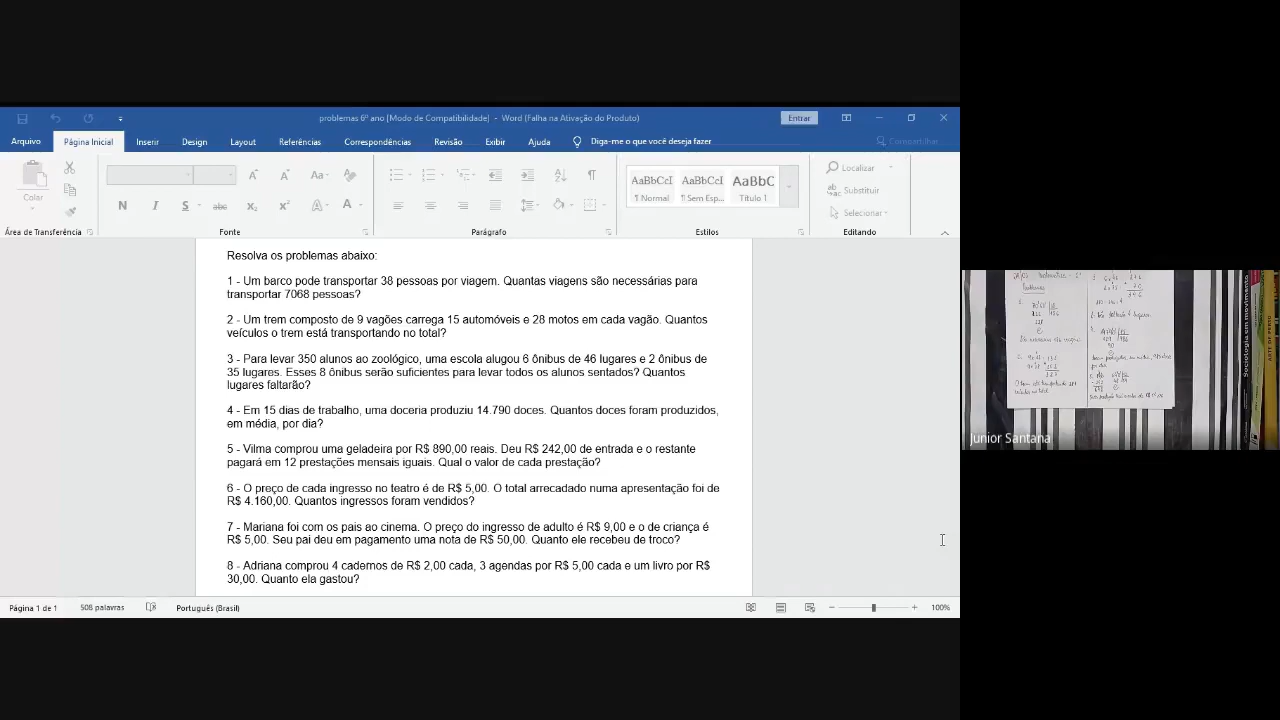 problemas 6º ano [Modo de Compatibilidade] - Word (Falha na Ativação do Produto)
Entrar
Arquivo Página Inicial Inserir Design Layout Referências Correspondências Revisão Exibir Ajuda Diga-me o que você deseja fazer Compartilhar
Colar
Área de Transferência
N I S abc x₂ x² A A
Aa
Fonte
Parágrafo
AaBbCcI AaBbCcI AaBbC
¶ Normal ¶ Sem Esp... Título 1
Estilos
Localizar
Substituir
Selecionar
Editando
Resolva os problemas abaixo:
1 - Um barco pode transportar 38 pessoas por viagem. Quantas viagens são necessárias para
transportar 7068 pessoas?
2 - Um trem composto de 9 vagões carrega 15 automóveis e 28 motos em cada vagão. Quantos
veículos o trem está transportando no total?
3 - Para levar 350 alunos ao zoológico, uma escola alugou 6 ônibus de 46 lugares e 2 ônibus de
35 lugares. Esses 8 ônibus serão suficientes para levar todos os alunos sentados? Quantos
lugares faltarão?
4 - Em 15 dias de trabalho, uma doceria produziu 14.790 doces. Quantos doces foram produzidos,
em média, por dia?
5 - Vilma comprou uma geladeira por R$ 890,00 reais. Deu R$ 242,00 de entrada e o restante
pagará em 12 prestações mensais iguais. Qual o valor de cada prestação?
6 - O preço de cada ingresso no teatro é de R$ 5,00. O total arrecadado numa apresentação foi de
R$ 4.160,00. Quantos ingressos foram vendidos?
7 - Mariana foi com os pais ao cinema. O preço do ingresso de adulto é R$ 9,00 e o de criança é
R$ 5,00. Seu pai deu em pagamento uma nota de R$ 50,00. Quanto ele recebeu de troco?
8 - Adriana comprou 4 cadernos de R$ 2,00 cada, 3 agendas por R$ 5,00 cada e um livro por R$
30,00. Quanto ela gastou?
Página 1 de 1 508 palavras Português (Brasil) 100%
Problemas
Sociologia em movimento
ARTE DE PERTO
Junior Santana